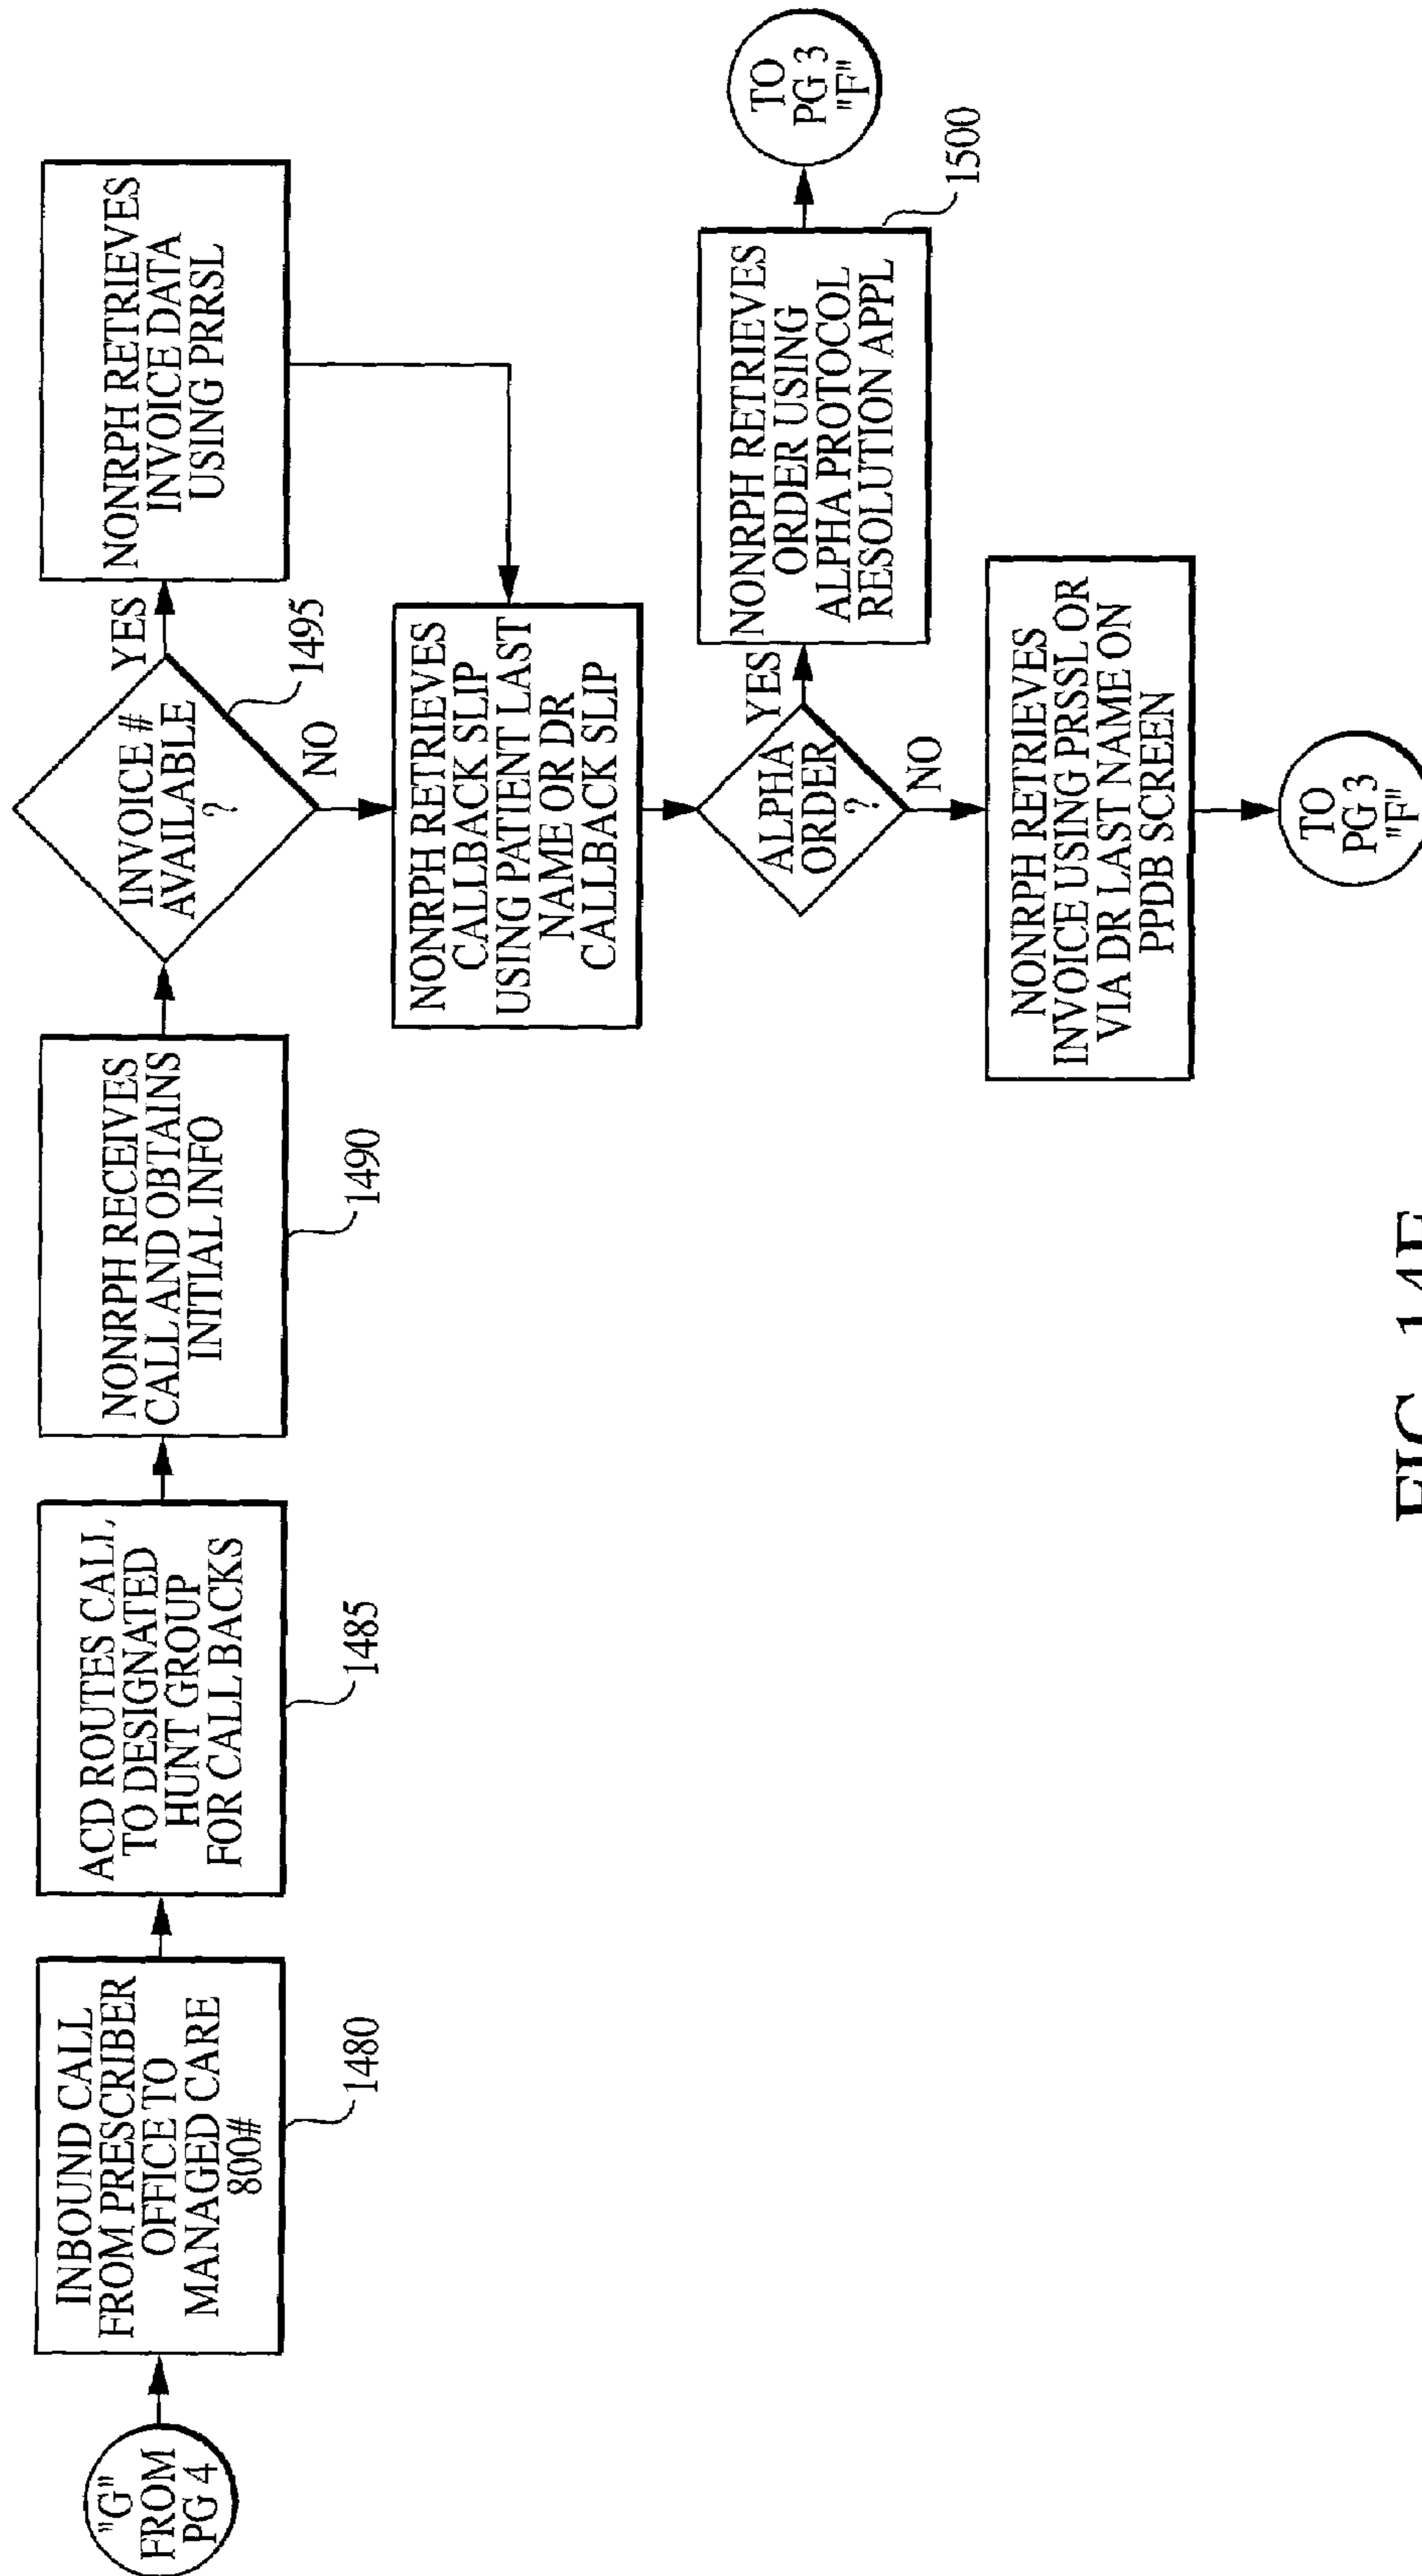 "G"
FROM
PG 4
INBOUND CALL
FROM PRESCRIBER
OFFICE TO
MANAGED CARE
800#
1480
ACD ROUTES CALL
TO DESIGNATED
HUNT GROUP
FOR CALL BACKS
1485
NONRPH RECEIVES
CALL AND OBTAINS
INITIAL INFO
1490
INVOICE #
AVAILABLE
?
YES
1495
NO
NONRPH RETRIEVES
INVOICE DATA
USING PRRSL
NONRPH RETRIEVES
CALLBACK SLIP
USING PATIENT LAST
NAME OR DR
CALLBACK SLIP
ALPHA
ORDER
?
YES
NO
NONRPH RETRIEVES
ORDER USING
ALPHA PROTOCOL
RESOLUTION APPL
1500
TO
PG 3
"F"
NONRPH RETRIEVES
INVOICE USING PRSSL OR
VIA DR LAST NAME ON
PPDB SCREEN
TO
PG 3
"F"